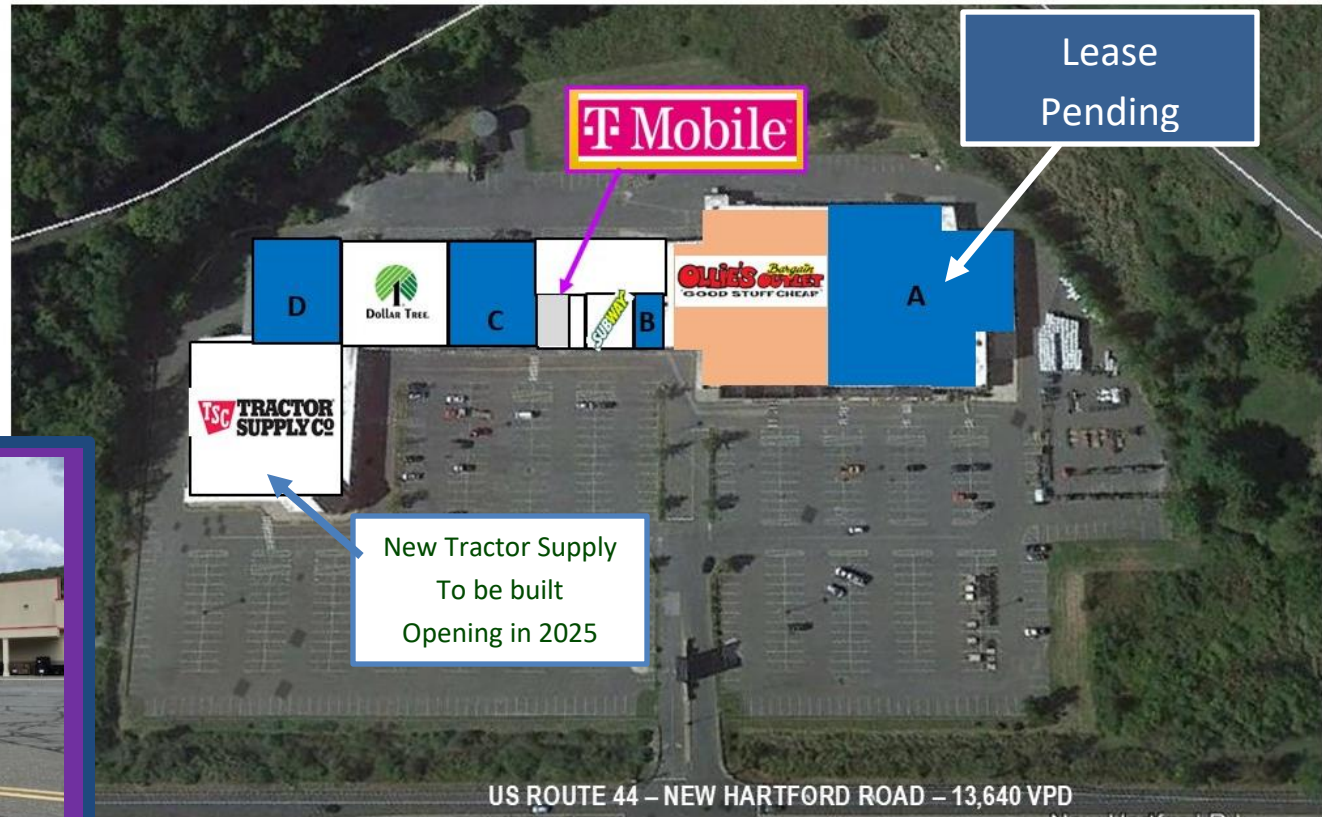 Lease
Pending
T Mobile
D
1
Dollar Tree
C
SUBWAY
B
OLLIE'S Bargain
OUTLET
"GOOD STUFF CHEAP"
A
TSC TRACTOR
SUPPLY CO
New Tractor Supply
To be built
Opening in 2025
US ROUTE 44 – NEW HARTFORD ROAD – 13,640 VPD